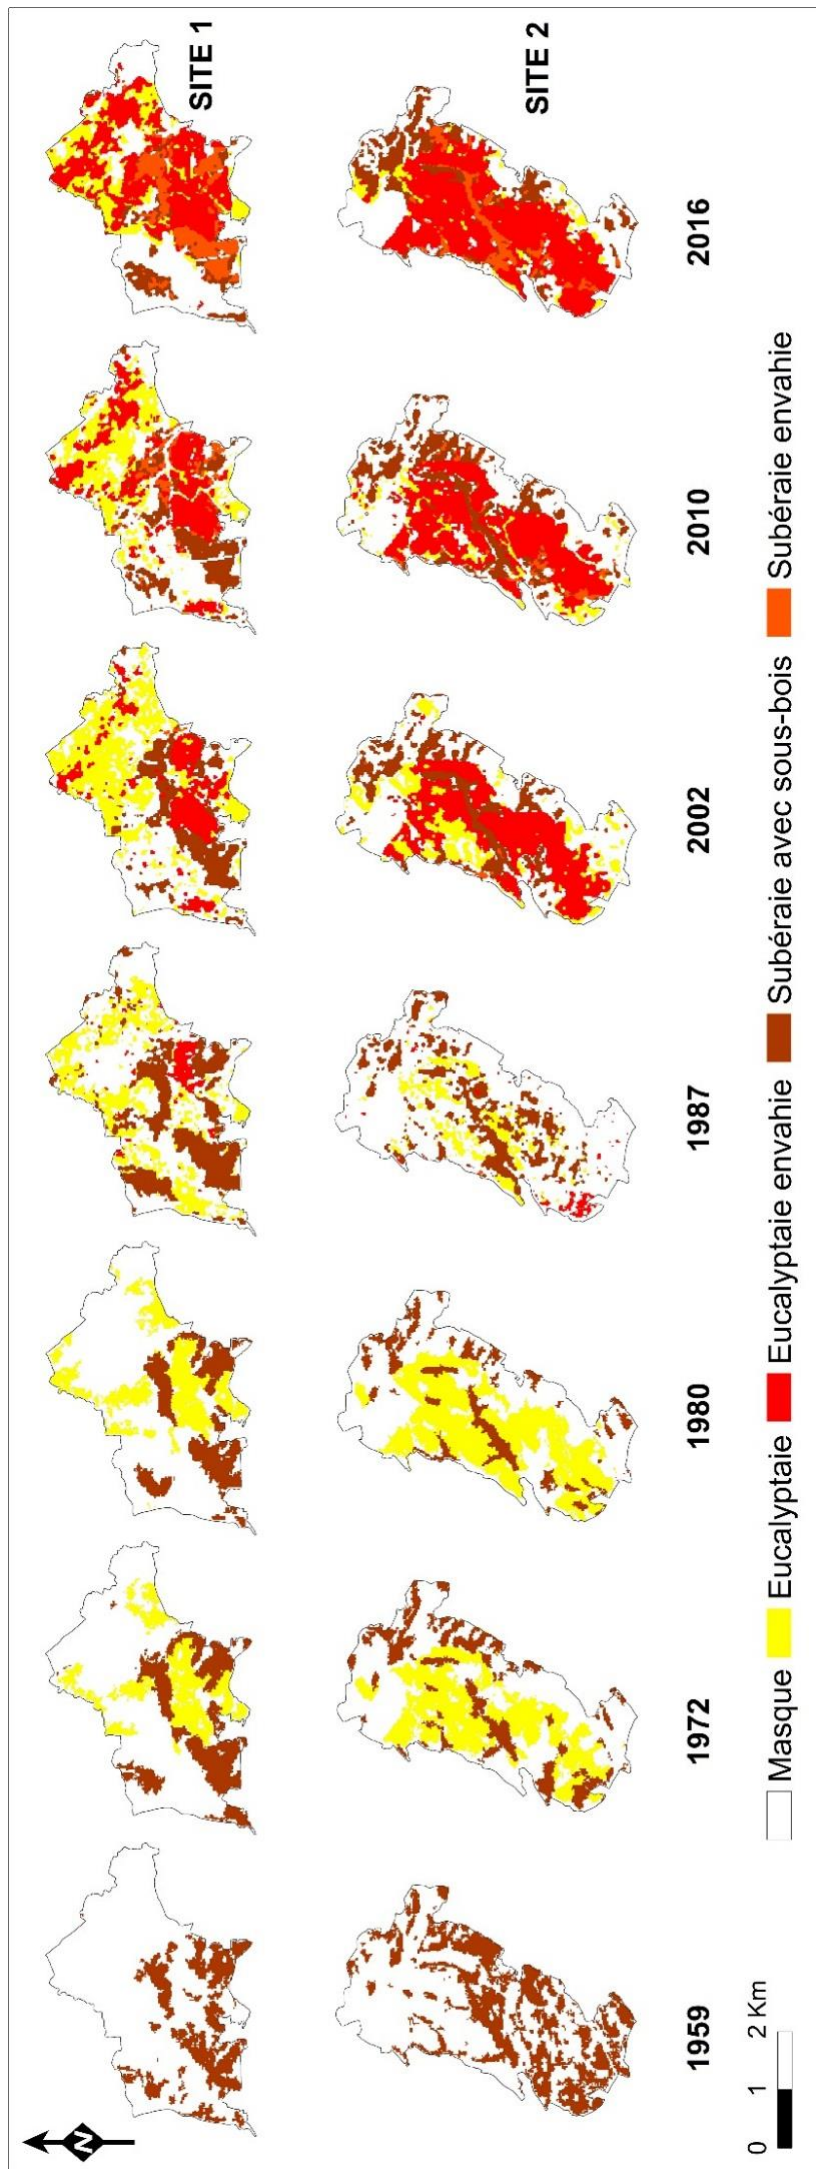 N
SITE 1
SITE 2
1959 1972 1980 1987 2002 2010 2016
0 1 2 Km
Masque Eucalyptaie Eucalyptaie envahie Subéraie avec sous-bois Subéraie envahie